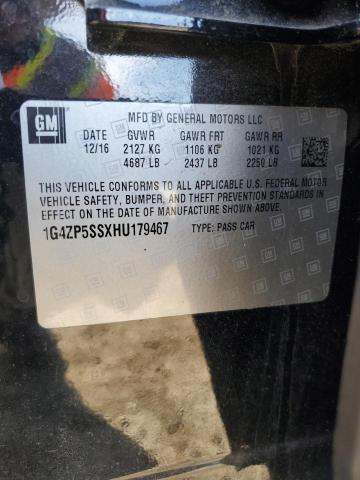 GM
MFD BY GENERAL MOTORS LLC
DATE GVWR GAWR FRT GAWR RR
12/16 2127 KG 1106 KG 1021 KG
4687 LB 2437 LB 2250 LB
THIS VEHICLE CONFORMS TO ALL APPLICABLE U.S. FEDERAL MOTOR
VEHICLE SAFETY, BUMPER, AND THEFT PREVENTION STANDARDS IN
EFFECT ON THE DATE OF MANUFACTURE SHOWN ABOVE.
1G4ZP5SSXHU179467 TYPE: PASS CAR